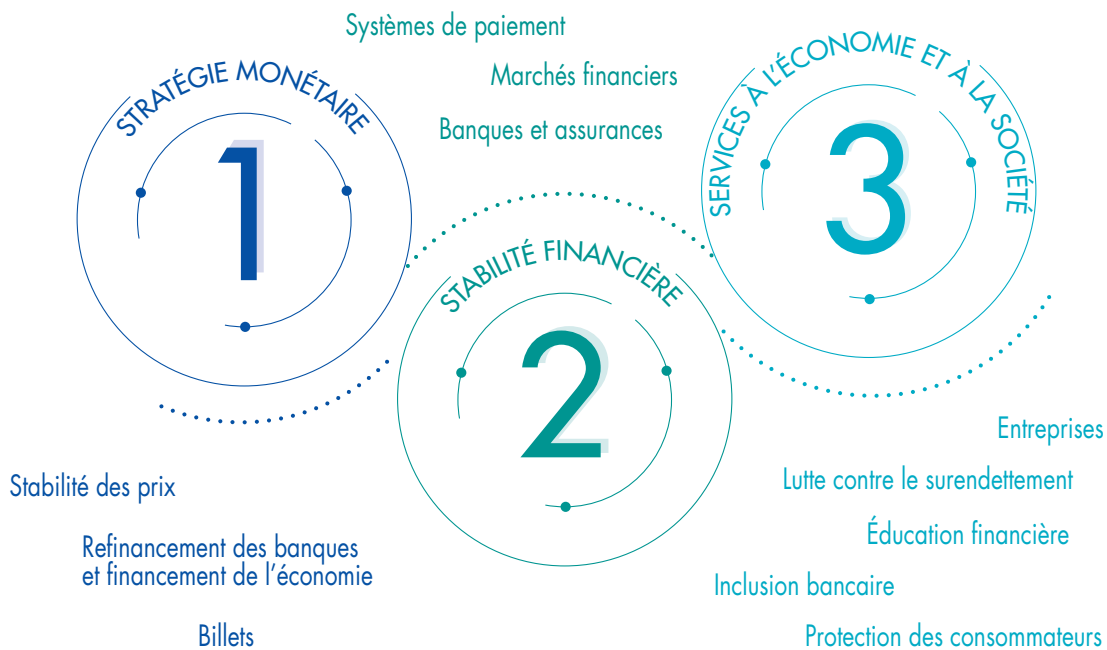 STRATÉGIE MONÉTAIRE
1
Stabilité des prix
Refinancement des banques
et financement de l'économie
Billets
Systèmes de paiement
Marchés financiers
Banques et assurances
STABILITÉ FINANCIÈRE
2
SERVICES À L'ÉCONOMIE ET À LA SOCIÉTÉ
3
Entreprises
Lutte contre le surendettement
Éducation financière
Inclusion bancaire
Protection des consommateurs